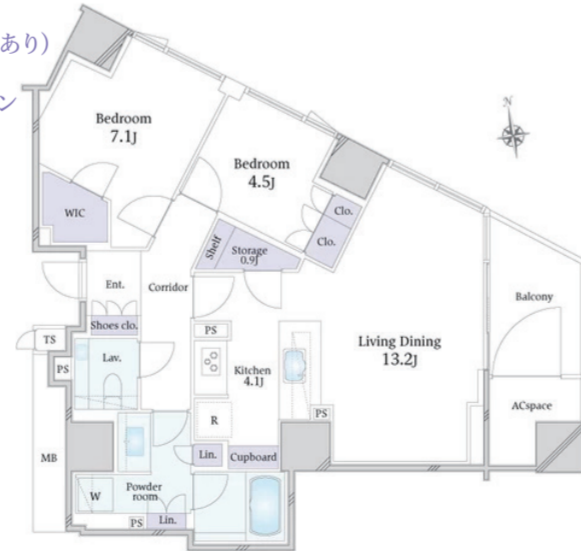 あり)
ン
N
Bedroom
7.1J
Bedroom
4.5J
WIC
Clo.
Clo.
Shelf
Storage
0.9J
Ent.
Corridor
Balcony
Shoes clo.
PS
TS
Lav.
Living Dining
13.2J
PS
Kitchen
4.1J
ACspace
R
PS
MB
Lin.
Cupboard
W
Powder
room
PS
Lin.